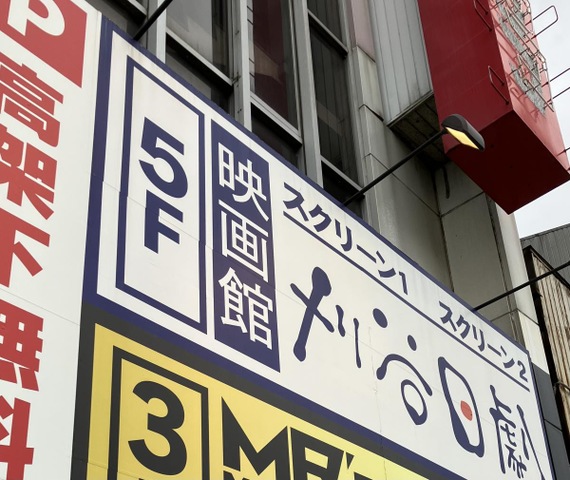 P
高架下無料
5F
映画館
スクリーン1
スクリーン2
刈谷日劇
3